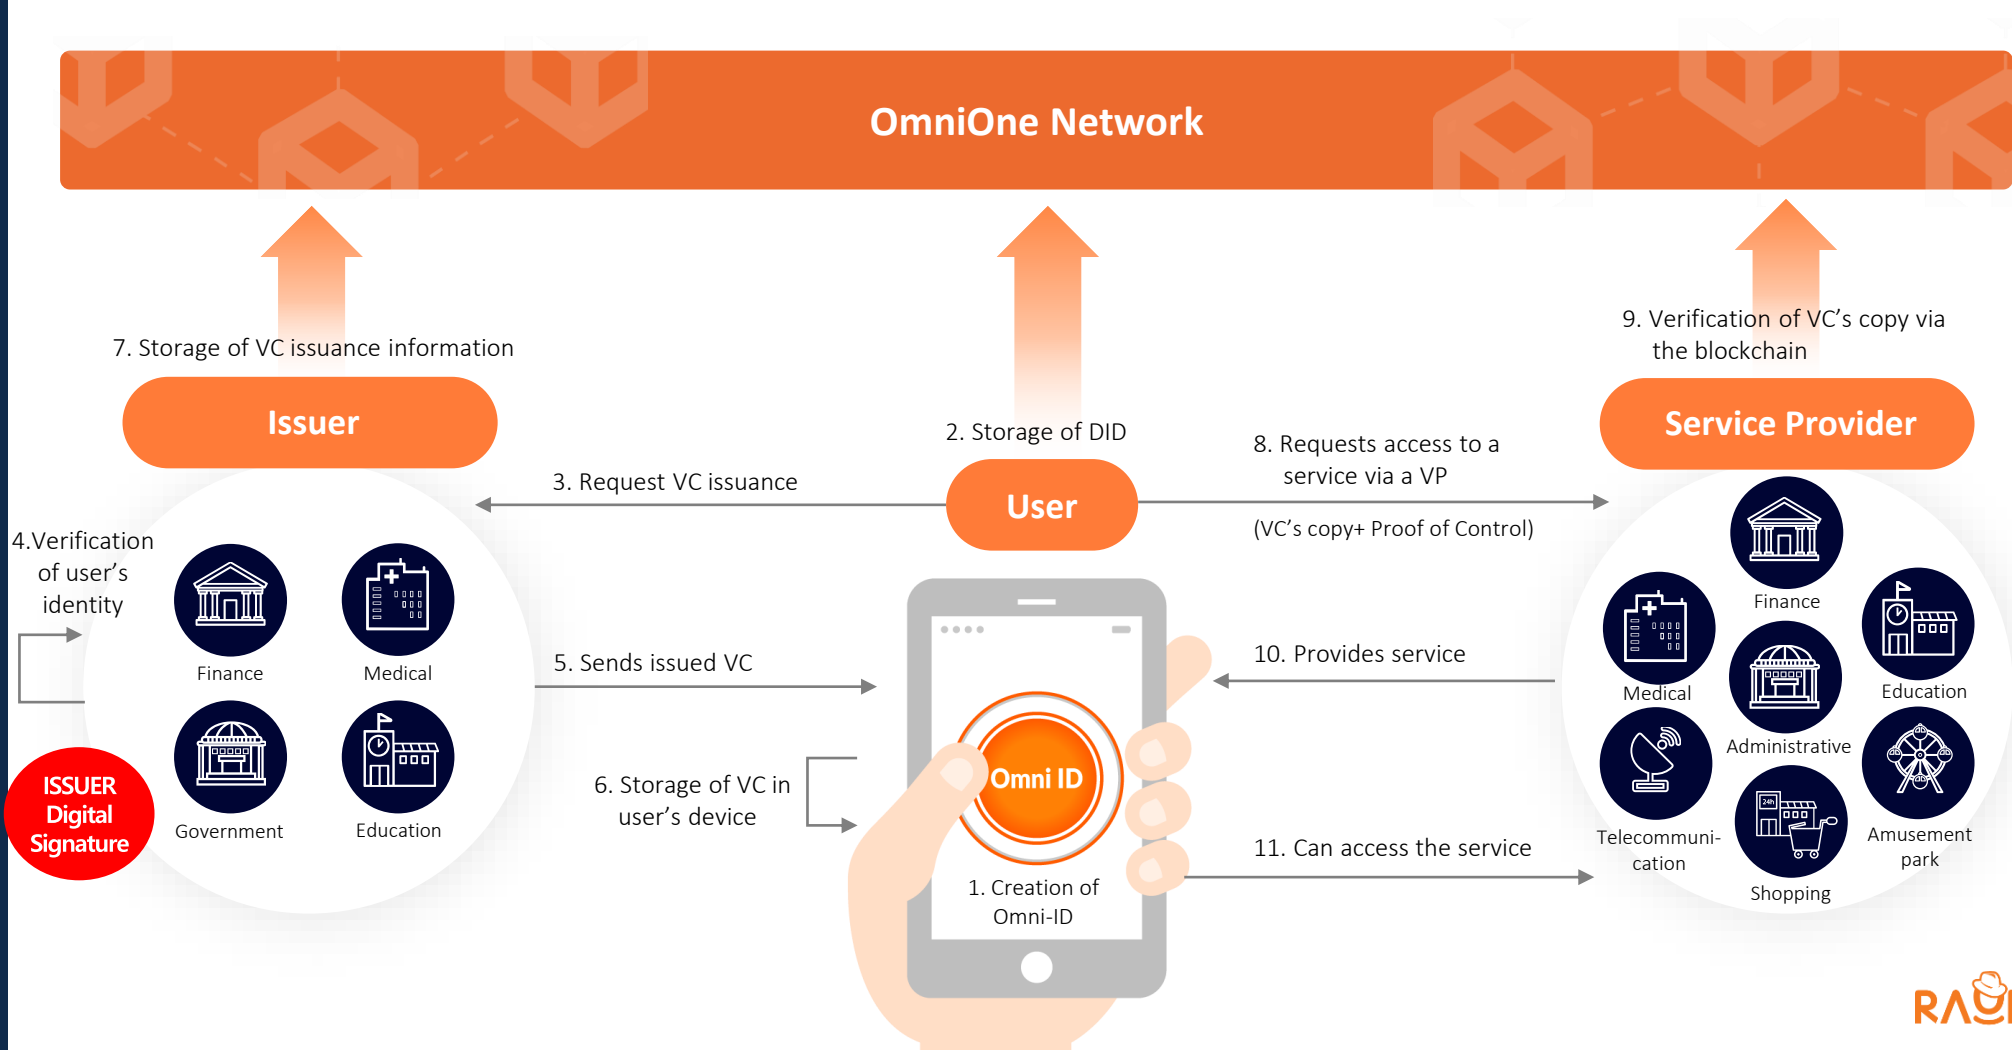 OmniOne Network
7. Storage of VC issuance information
Issuer
2. Storage of DID
User
9. Verification of VC’s copy via
the blockchain
Service Provider
3. Request VC issuance
8. Requests access to a
service via a VP
(VC’s copy+ Proof of Control)
4.Verification
of user’s
identity
Finance
Medical
Government
Education
ISSUER
Digital
Signature
5. Sends issued VC
6. Storage of VC in
user’s device
Omni ID
1. Creation of
Omni-ID
10. Provides service
11. Can access the service
Finance
Medical
Education
Administrative
Telecommuni-
cation
24h
Shopping
Amusement
park